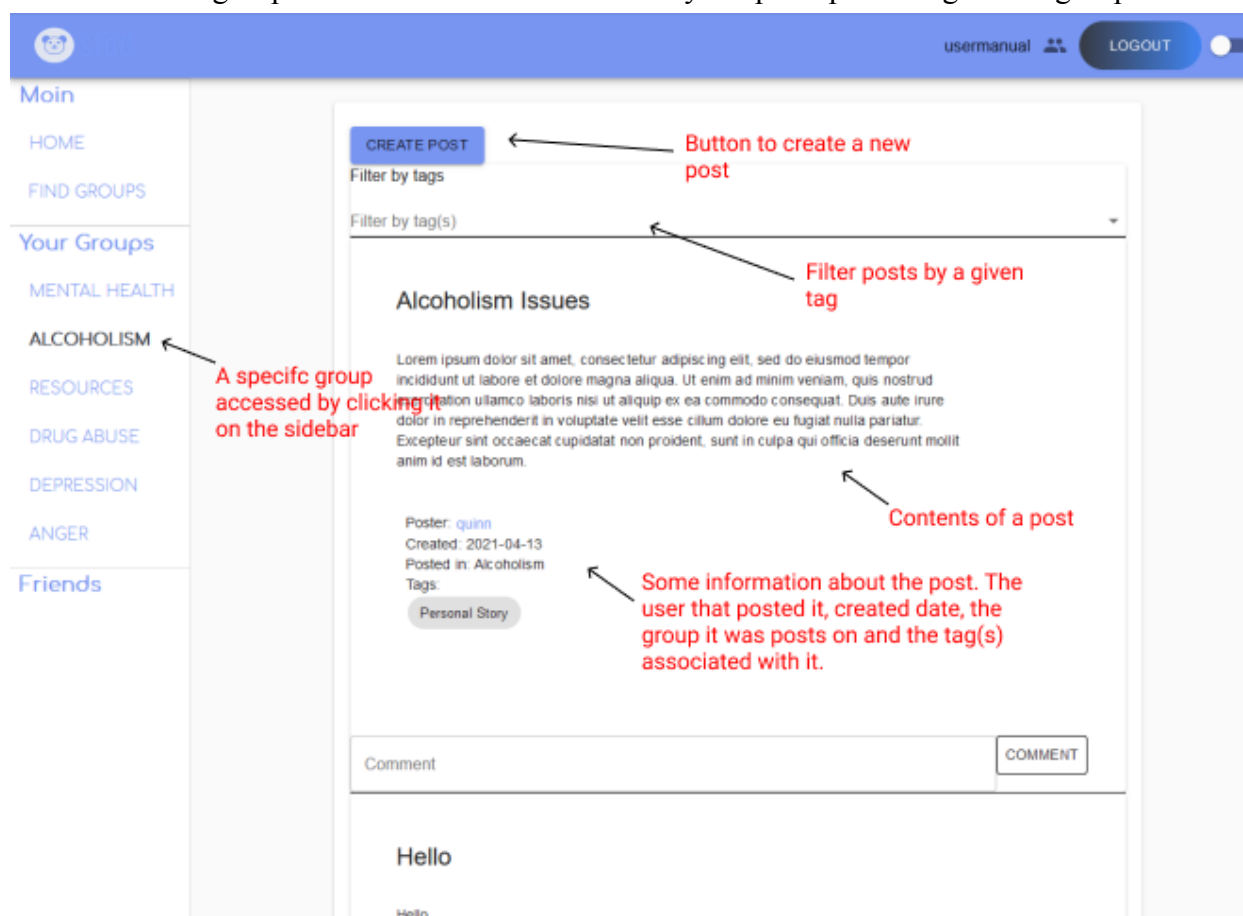 usermanual
LOGOUT
Moin
HOME
FIND GROUPS
Your Groups
MENTAL HEALTH
ALCOHOLISM
RESOURCES
DRUG ABUSE
DEPRESSION
ANGER
Friends
A specifc group
accessed by clicking it
on the sidebar
CREATE POST
Button to create a new
post
Filter by tags
Filter by tag(s)
Filter posts by a given
tag
Alcoholism Issues
Lorem ipsum dolor sit amet, consectetur adipiscing elit, sed do eiusmod tempor
incididunt ut labore et dolore magna aliqua. Ut enim ad minim veniam, quis nostrud
exercitation ullamco laboris nisi ut aliquip ex ea commodo consequat. Duis aute irure
dolor in reprehenderit in voluptate velit esse cillum dolore eu fugiat nulla pariatur.
Excepteur sint occaecat cupidatat non proident, sunt in culpa qui officia deserunt mollit
anim id est laborum.
Contents of a post
Poster: quinn
Created: 2021-04-13
Posted in: Alcoholism
Tags:
Personal Story
Some information about the post. The
user that posted it, created date, the
group it was posts on and the tag(s)
associated with it.
Comment
COMMENT
Hello
Hello